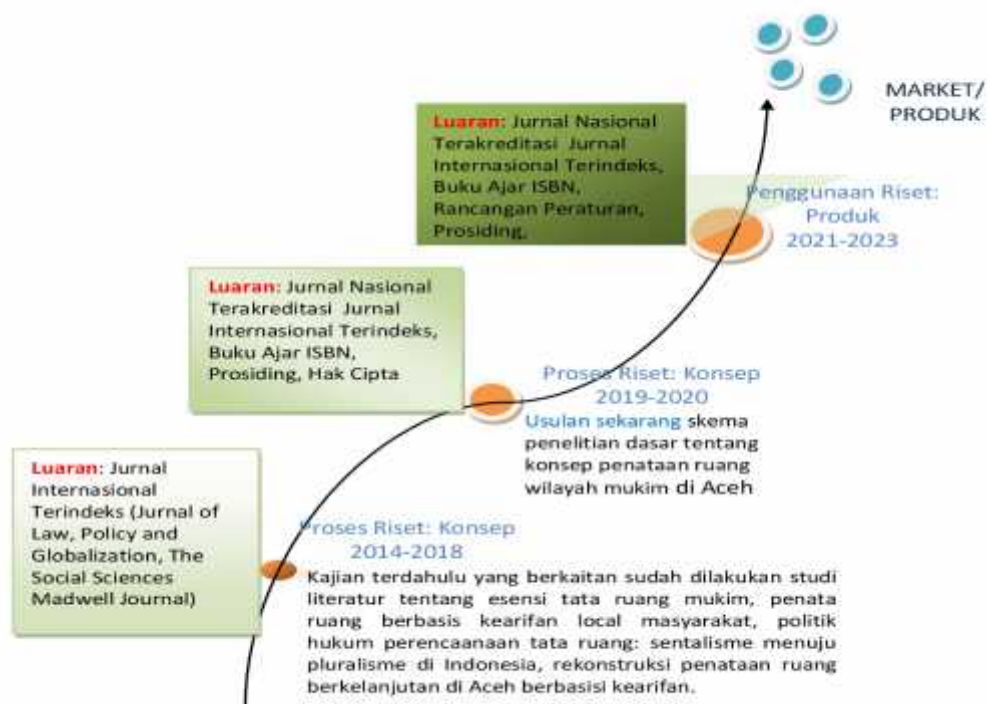 MARKET/
PRODUK
Luaran: Jurnal Nasional
Terakreditasi Jurnal
Internasional Terindeks,
Buku Ajar ISBN,
Rancangan Peraturan,
Prosiding,
Penggunaan Riset:
Produk
2021-2023
Luaran: Jurnal Nasional
Terakreditasi Jurnal
Internasional Terindeks,
Buku Ajar ISBN,
Prosiding, Hak Cipta
Proses Riset: Konsep
2019-2020
Usulan sekarang skema
penelitian dasar tentang
konsep penataan ruang
wilayah mukim di Aceh
Luaran: Jurnal
Internasional
Terindeks (Jurnal of
Law, Policy and
Globalization, The
Social Sciences
Madwell Journal)
Proses Riset: Konsep
2014-2018
Kajian terdahulu yang berkaitan sudah dilakukan studi
literatur tentang esensi tata ruang mukim, penata
ruang berbasis kearifan local masyarakat, politik
hukum perencaanaan tata ruang: sentalisme menuju
pluralisme di Indonesia, rekonstruksi penataan ruang
berkelanjutan di Aceh berbasisi kearifan.